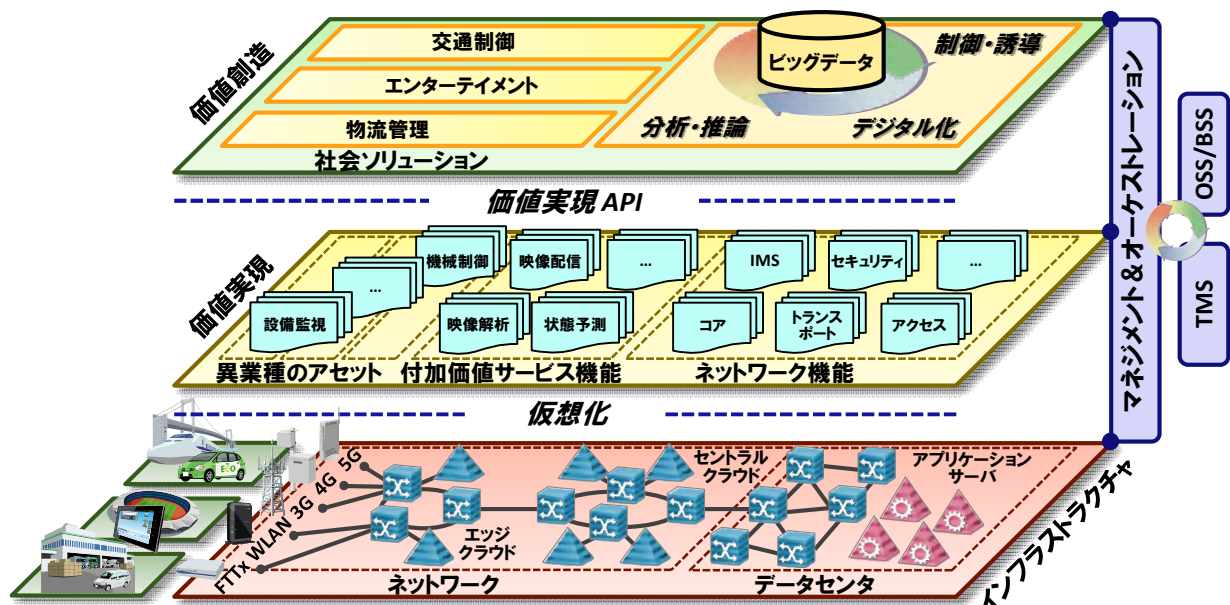 価値創造
交通制御
エンターテイメント
物流管理
社会ソリューション
ビッグデータ
制御・誘導
分析・推論
デジタル化
価値実現 API
価値実現
機械制御
映像配信
...
IMS
セキュリティ
...
...
設備監視
映像解析
状態予測
コア
トランス
ポート
アクセス
異業種のアセット
付加価値サービス機能
ネットワーク機能
仮想化
ECO
5G
4G
3G
WLAN
FTTx
セントラル
クラウド
アプリケーション
サーバ
エッジ
クラウド
ネットワーク
データセンタ
インフラストラクチャ
マネジメント&オーケストレーション
OSS/BSS
TMS